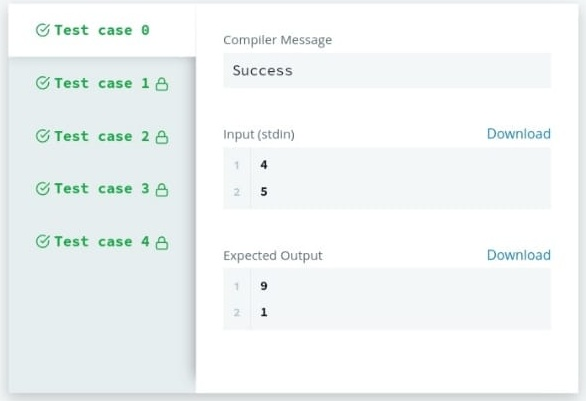 Test case 0
Test case 1
Test case 2
Test case 3
Test case 4
Compiler Message
Success
Input (stdin) Download
1 4
2 5
Expected Output Download
1 9
2 1